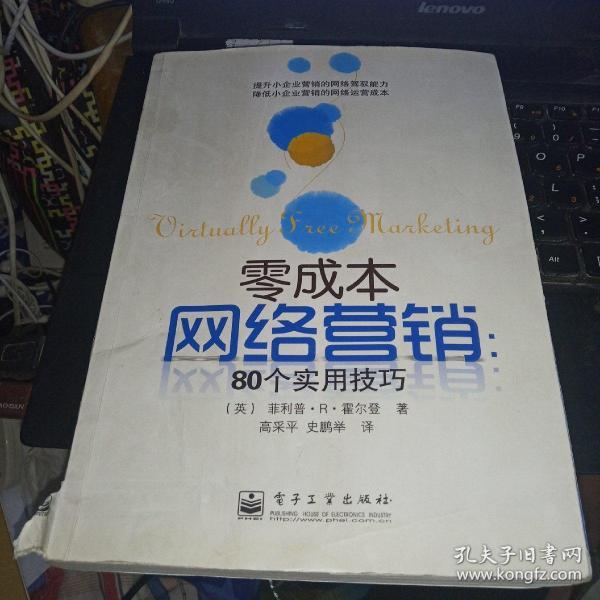 lenovo
提升小企业营销的网络驾驭能力
降低小企业营销的网络运营成本
Virtually Free Marketing
零成本
网络营销:
80个实用技巧
(英) 菲利普·R·霍尔登 著
高采平 史鹏举 译
PHEI
電子工業出版社
PUBLISHING HOUSE OF ELECTRONICS INDUSTRY
http://www.phei.com.cn
孔夫子旧书网
www.kongfz.com